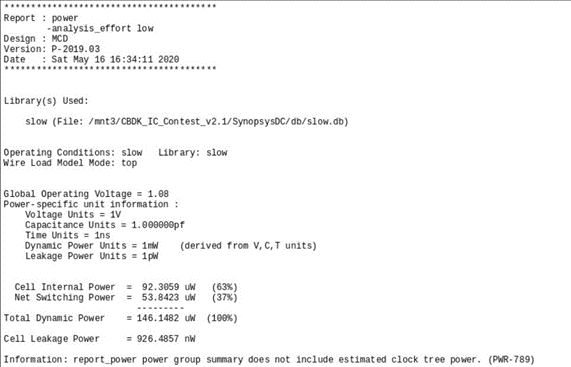 ****************************************
Report : power
        -analysis_effort low
Design : MCD
Version: P-2019.03
Date   : Sat May 16 16:34:11 2020
****************************************
Library(s) Used:
    slow (File: /mnt3/CBDK_IC_Contest_v2.1/SynopsysDC/db/slow.db)
Operating Conditions: slow   Library: slow
Wire Load Model Mode: top
Global Operating Voltage = 1.08
Power-specific unit information :
    Voltage Units = 1V
    Capacitance Units = 1.000000pf
    Time Units = 1ns
    Dynamic Power Units = 1mW    (derived from V,C,T units)
    Leakage Power Units = 1pW
  Cell Internal Power  =  92.3059 uW   (63%)
  Net Switching Power  =  53.8423 uW   (37%)
                         ---------
Total Dynamic Power    = 146.1482 uW  (100%)
Cell Leakage Power     = 926.4857 nW
Information: report_power power group summary does not include estimated clock tree power. (PWR-789)